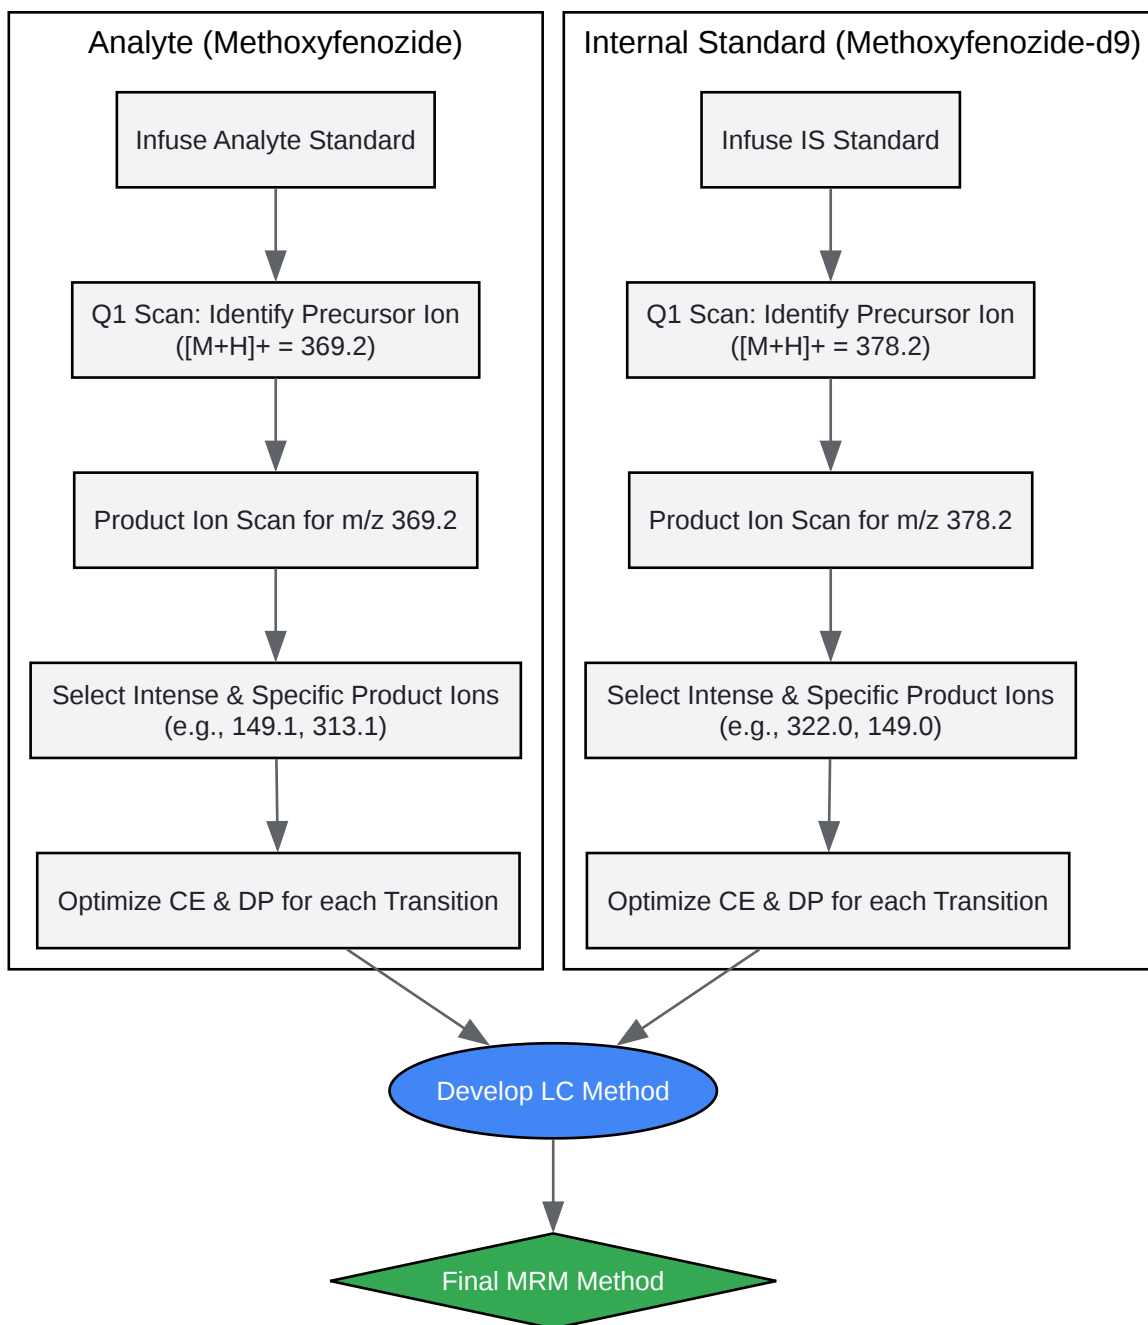 Analyte (Methoxyfenozide)
Infuse Analyte Standard
Q1 Scan: Identify Precursor Ion
([M+H]+ = 369.2)
Product Ion Scan for m/z 369.2
Select Intense & Specific Product Ions
(e.g., 149.1, 313.1)
Optimize CE & DP for each Transition
Internal Standard (Methoxyfenozide-d9)
Infuse IS Standard
Q1 Scan: Identify Precursor Ion
([M+H]+ = 378.2)
Product Ion Scan for m/z 378.2
Select Intense & Specific Product Ions
(e.g., 322.0, 149.0)
Optimize CE & DP for each Transition
Develop LC Method
Final MRM Method